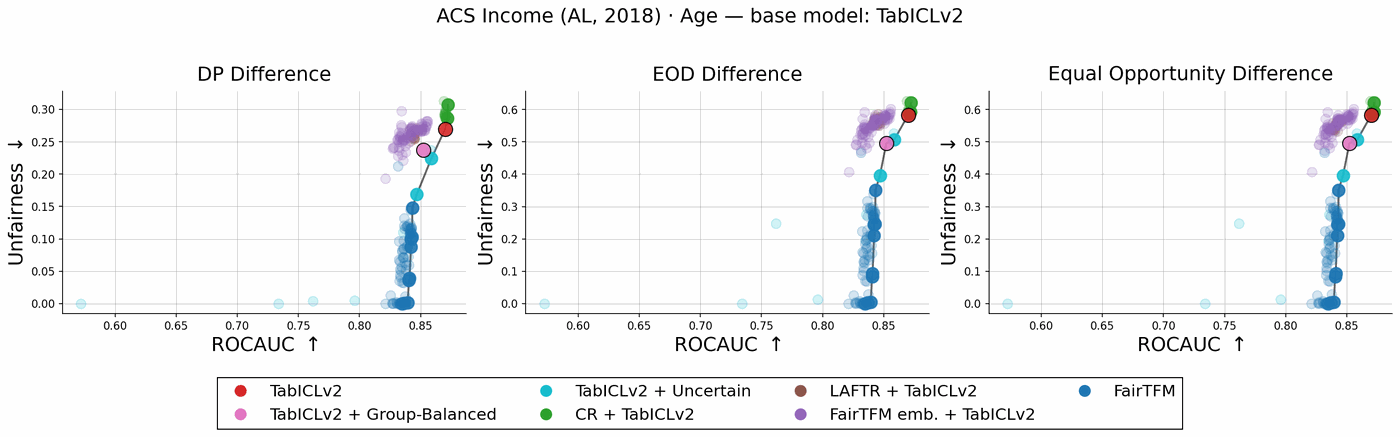 ACS Income (AL, 2018) · Age — base model: TabICLv2
DP Difference
Unfairness ↓
0.30
0.25
0.20
0.15
0.10
0.05
0.00
0.60 0.65 0.70 0.75 0.80 0.85
ROCAUC ↑
EOD Difference
Unfairness ↓
0.6
0.5
0.4
0.3
0.2
0.1
0.0
0.60 0.65 0.70 0.75 0.80 0.85
ROCAUC ↑
Equal Opportunity Difference
Unfairness ↓
0.6
0.5
0.4
0.3
0.2
0.1
0.0
0.60 0.65 0.70 0.75 0.80 0.85
ROCAUC ↑
TabICLv2 TabICLv2 + Uncertain LAFTR + TabICLv2 FairTFM
TabICLv2 + Group-Balanced CR + TabICLv2 FairTFM emb. + TabICLv2